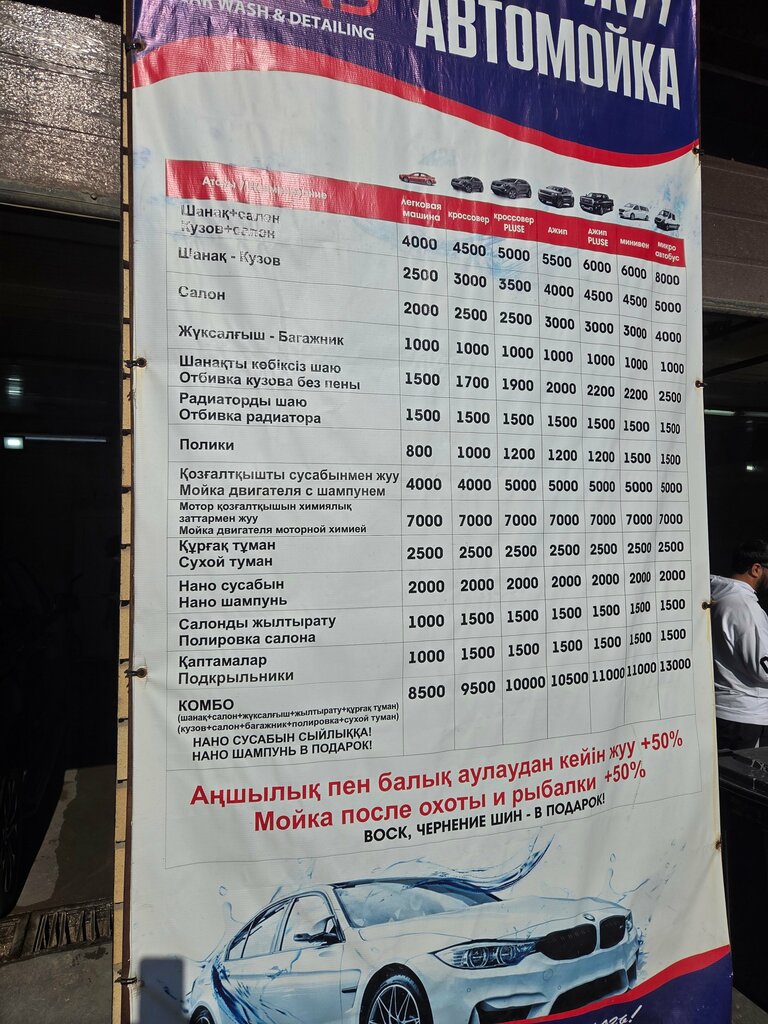 WASH & DETAILING
АВТОМОЙКА
легковая машина кроссовер кроссовер PLUSE джип джип PLUSE минивен микро автобус
Шанақ+салон
Кузов+салон 4000 4500 5000 5500 6000 6000 8000
Шанақ - Кузов 2500 3000 3500 4000 4500 4500 5000
Салон 2000 2500 2500 3000 3000 3000 4000
Жүксалғыш - Багажник 1000 1000 1000 1000 1000 1000 1000
Шанақты көбіксіз шаю
Отбивка кузова без пены 1500 1700 1900 2000 2200 2200 2500
Радиаторды шаю
Отбивка радиатора 1500 1500 1500 1500 1500 1500 1500
Полики 800 1000 1200 1200 1200 1500 1500
Қозғалтқышты сусабынмен жуу
Мойка двигателя с шампунем 4000 4000 5000 5000 5000 5000 5000
Мотор қозғалтқышын химиялық
заттармен жуу
Мойка двигателя моторной химией 7000 7000 7000 7000 7000 7000 7000
Құрғақ тұман
Сухой туман 2500 2500 2500 2500 2500 2500 2500
Нано сусабын
Нано шампунь 2000 2000 2000 2000 2000 2000 2000
Салонды жылтырату
Полировка салона 1000 1500 1500 1500 1500 1500 1500
Қаптамалар
Подкрыльники 1000 1500 1500 1500 1500 1500 1500
КОМБО 8500 9500 10000 10500 11000 11000 13000
(шанақ+салон+жүксалғыш+жылтырату+құрғақ тұман)
(кузов+салон+багажник+полировка+сухой туман)
НАНО СУСАБЫН СЫЙЛЫҚҚА!
НАНО ШАМПУНЬ В ПОДАРОК!
Аңшылық пен балық аулаудан кейін жуу +50%
Мойка после охоты и рыбалки +50%
ВОСК, ЧЕРНЕНИЕ ШИН - В ПОДАРОК!